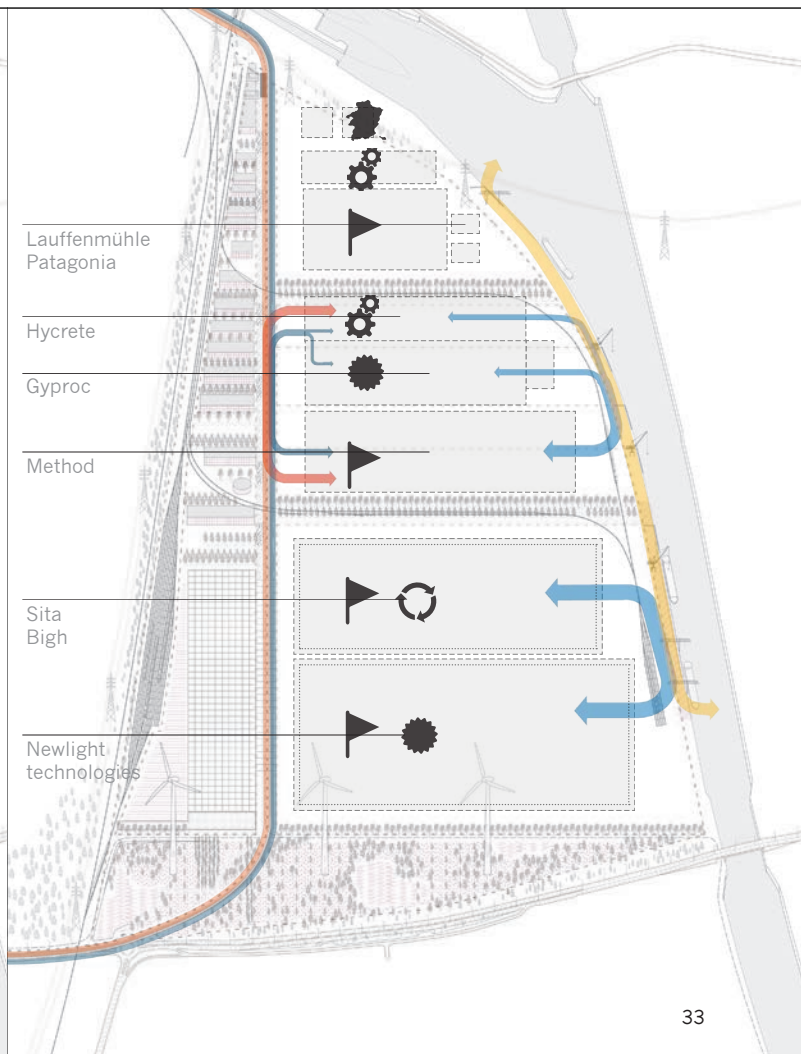 Lauffenmühle
Patagonia
Hycrete
Gyproc
Method
Sita
Bigh
Newlight
technologies
33